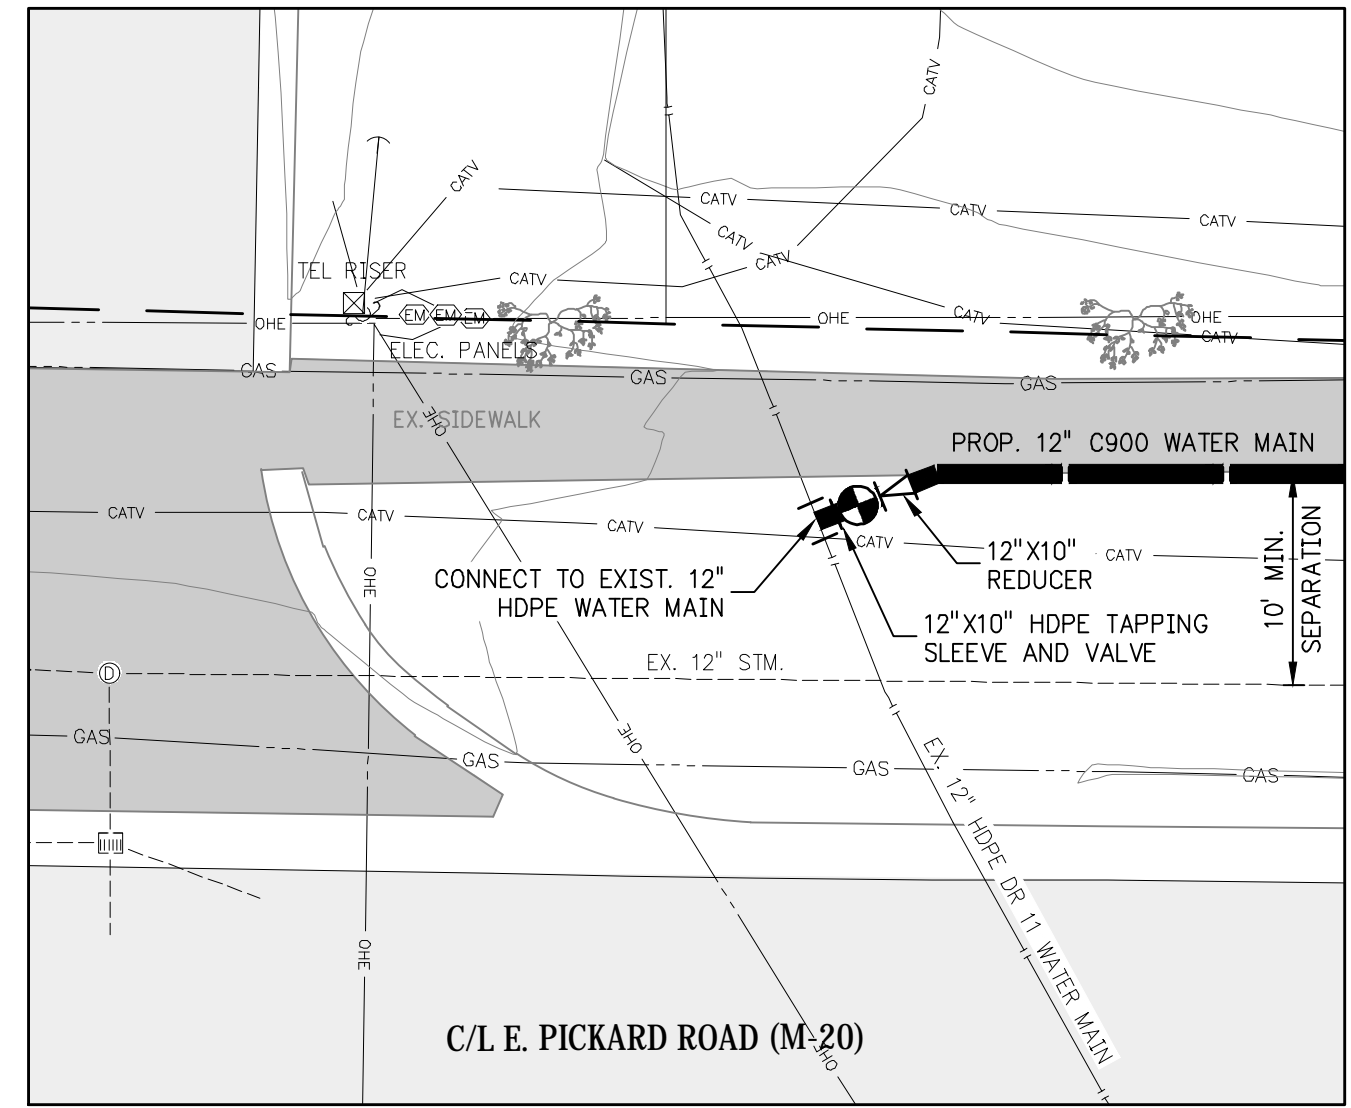 CATV
CATV
CATV
CATV
CATV
CATV
CATV
TEL RISER
CATV
EM
EM
EM
OHE
OHE
CATV
OHE
CATV
ELEC. PANELS
GAS
GAS
GAS
EX. SIDEWALK
OHE
PROP. 12" C900 WATER MAIN
CATV
CATV
CATV
CATV
CATV
12"X10"
REDUCER
10' MIN.
SEPARATION
OHE
CONNECT TO EXIST. 12"
HDPE WATER MAIN
12"X10" HDPE TAPPING
SLEEVE AND VALVE
EX. 12" STM.
D
OHE
GAS
GAS
GAS
GAS
EX. 12" HDPE DR 11 WATER MAIN
OHE
C/L E. PICKARD ROAD (M-20)
OHE